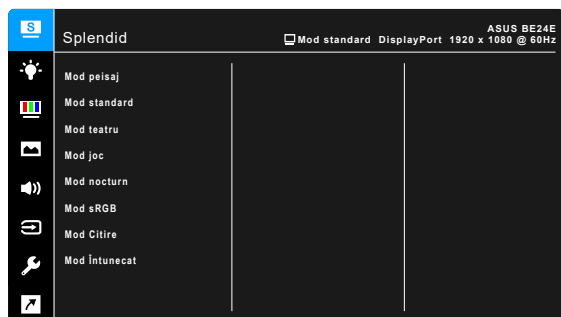 S
Splendid
ASUS BE24E
Mod standard DisplayPort 1920 x 1080 @ 60Hz
Mod peisaj
Mod standard
Mod teatru
Mod joc
Mod nocturn
Mod sRGB
Mod Citire
Mod Întunecat